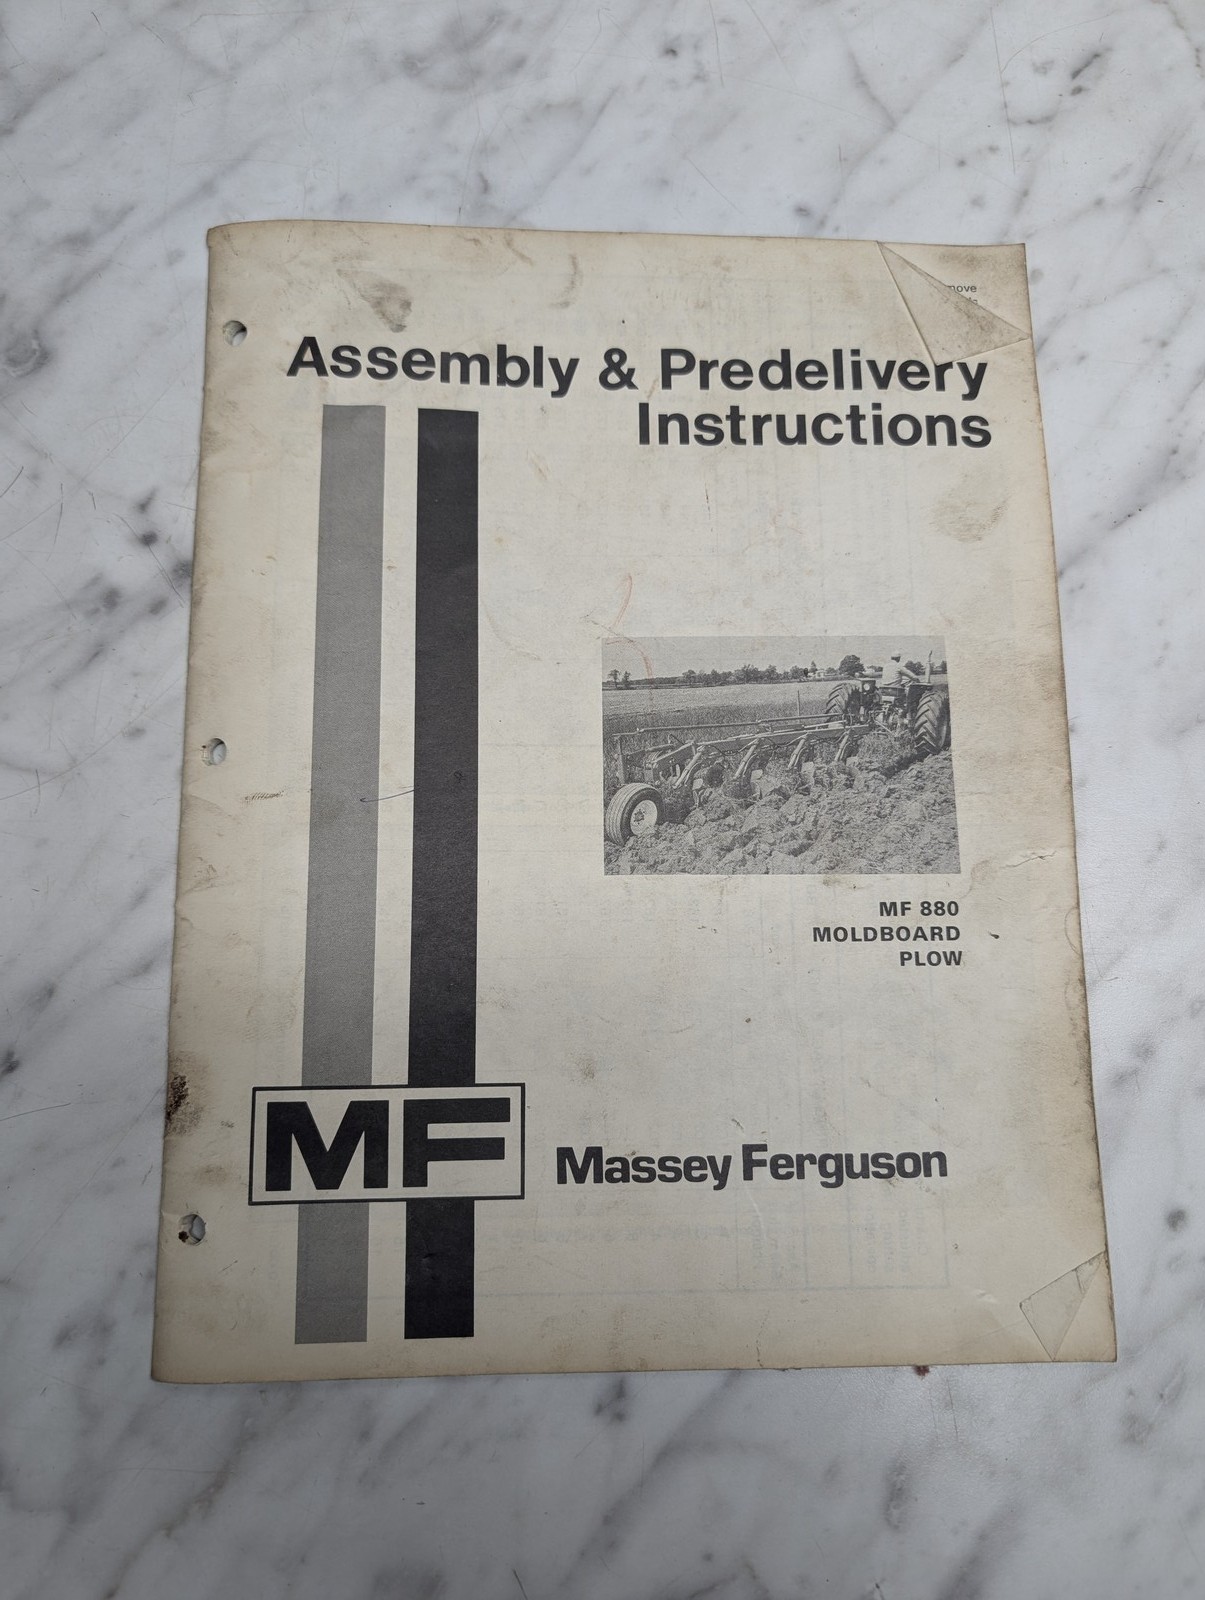 Assembly & Predelivery
Instructions
MF 880
MOLDBOARD
PLOW
MF
Massey Ferguson